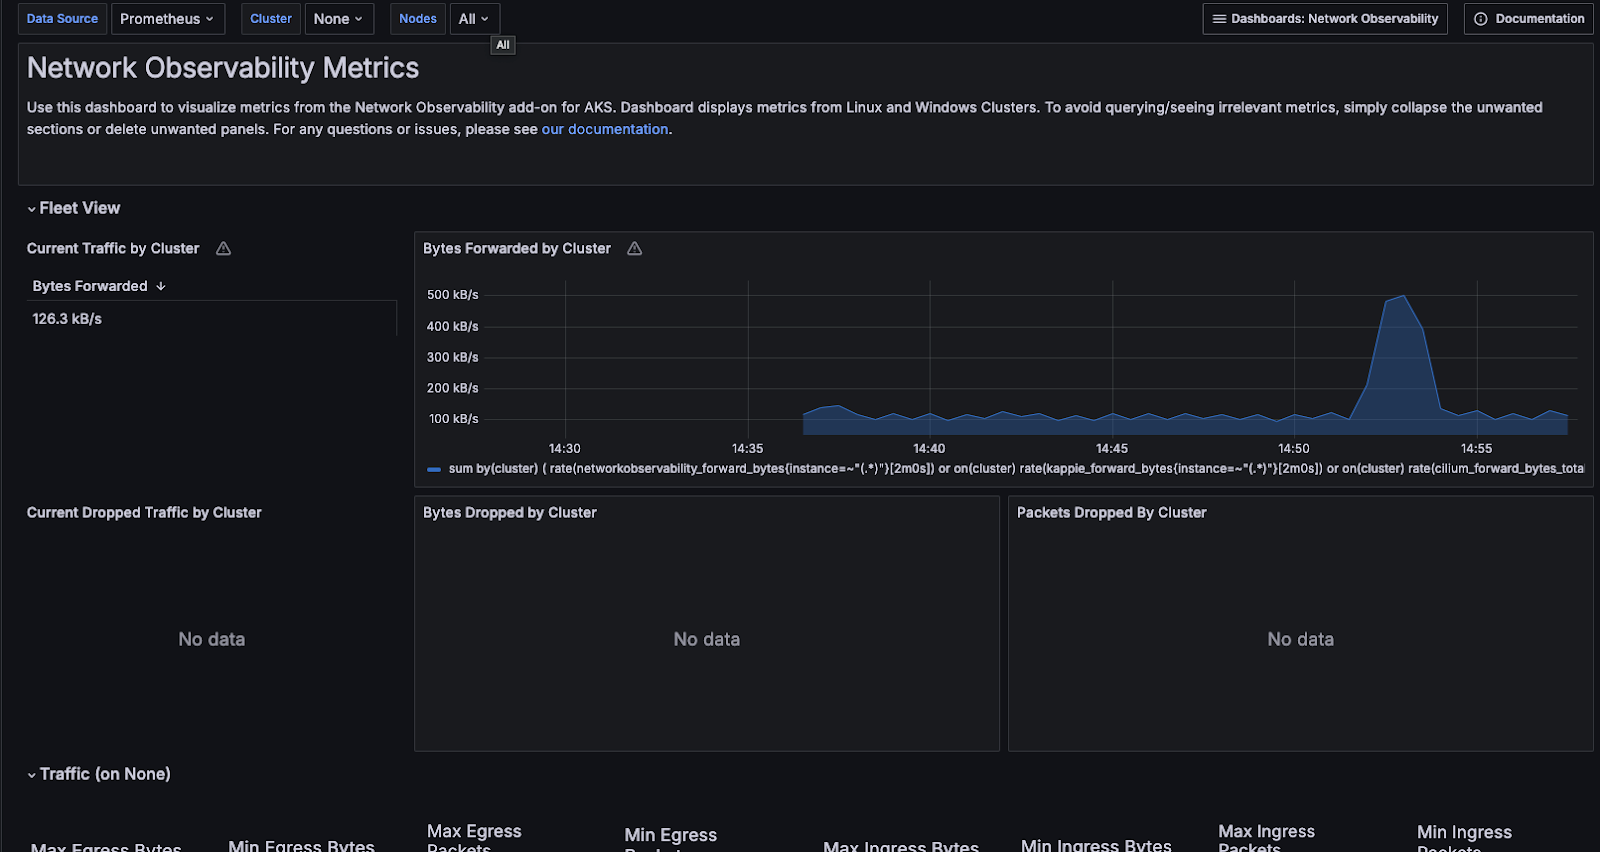 Data Source Prometheus Cluster None Nodes All Dashboards: Network Observability Documentation
All
Network Observability Metrics
Use this dashboard to visualize metrics from the Network Observability add-on for AKS. Dashboard displays metrics from Linux and Windows Clusters. To avoid querying/seeing irrelevant metrics, simply collapse the unwanted
sections or delete unwanted panels. For any questions or issues, please see our documentation.
Fleet View
Current Traffic by Cluster
Bytes Forwarded
126.3 kB/s
Bytes Forwarded by Cluster
500 kB/s
400 kB/s
300 kB/s
200 kB/s
100 kB/s
14:30 14:35 14:40 14:45 14:50 14:55
sum by(cluster) ( rate(networkobservability_forward_bytes{instance=~"(.*)"}[2m0s]) or on(cluster) rate(kappie_forward_bytes{instance=~"(.*)"}[2m0s]) or on(cluster) rate(cilium_forward_bytes_tota
Current Dropped Traffic by Cluster
No data
Bytes Dropped by Cluster
No data
Packets Dropped By Cluster
No data
Traffic (on None)
Max Egress Bytes
Min Egress Bytes
Max Egress
Packets
Min Egress
Packets
Max Ingress Bytes
Min Ingress Bytes
Max Ingress
Packets
Min Ingress
Packets